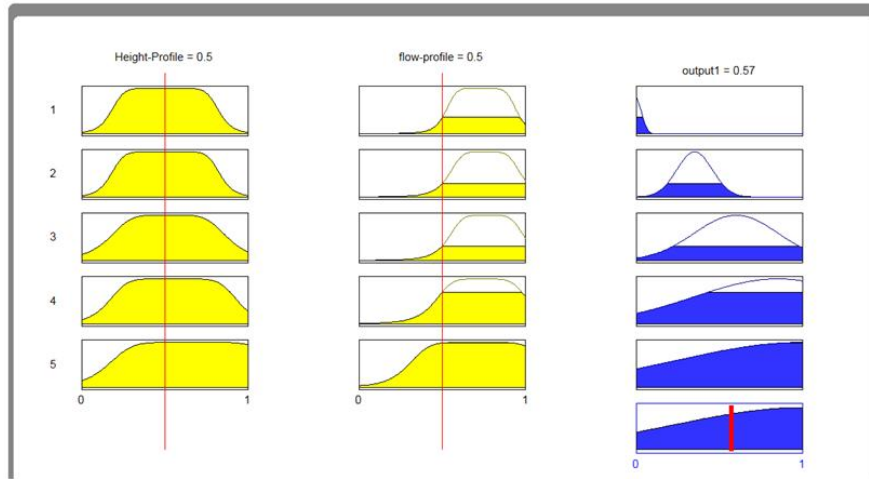 Height-Profile = 0.5
flow-profile = 0.5
output1 = 0.57
1
2
3
4
5
0 1
0 1
0 1